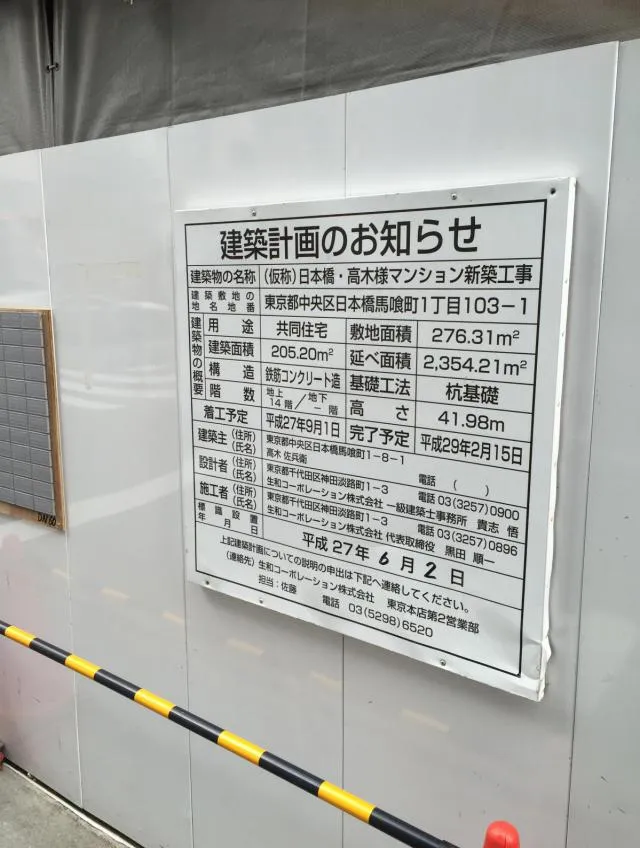 建築計画のお知らせ
建築物の名称 (仮称)日本橋・高木様マンション新築工事
建築敷地の地名地番 東京都中央区日本橋馬喰町1丁目103-1
建築物の概要
用途 共同住宅 敷地面積 276.31m²
建築面積 205.20m² 延べ面積 2,354.21m²
構造 鉄筋コンクリート造 基礎工法 杭基礎
階数 地上14階/地下-階 高さ 41.98m
着工予定 平成27年9月1日 完了予定 平成29年2月15日
建築主(住所) 東京都中央区日本橋馬喰町1-8-1
(氏名) 高木 佐兵衛 電話 ( )
設計者(住所) 東京都千代田区神田淡路町1-3 電話 03(3257)0900
(氏名) 生和コーポレーション株式会社 一級建築士事務所 貴志 悟
施工者(住所) 東京都千代田区神田淡路町1-3 電話 03(3257)0896
(氏名) 生和コーポレーション株式会社 代表取締役 黒田 順一
標識設置年月日 平成27年6月2日
上記建築計画についての説明の申出は下記へ連絡してください。
(連絡先)生和コーポレーション株式会社 東京本店第2営業部
担当:佐藤 電話 03(5298)6520